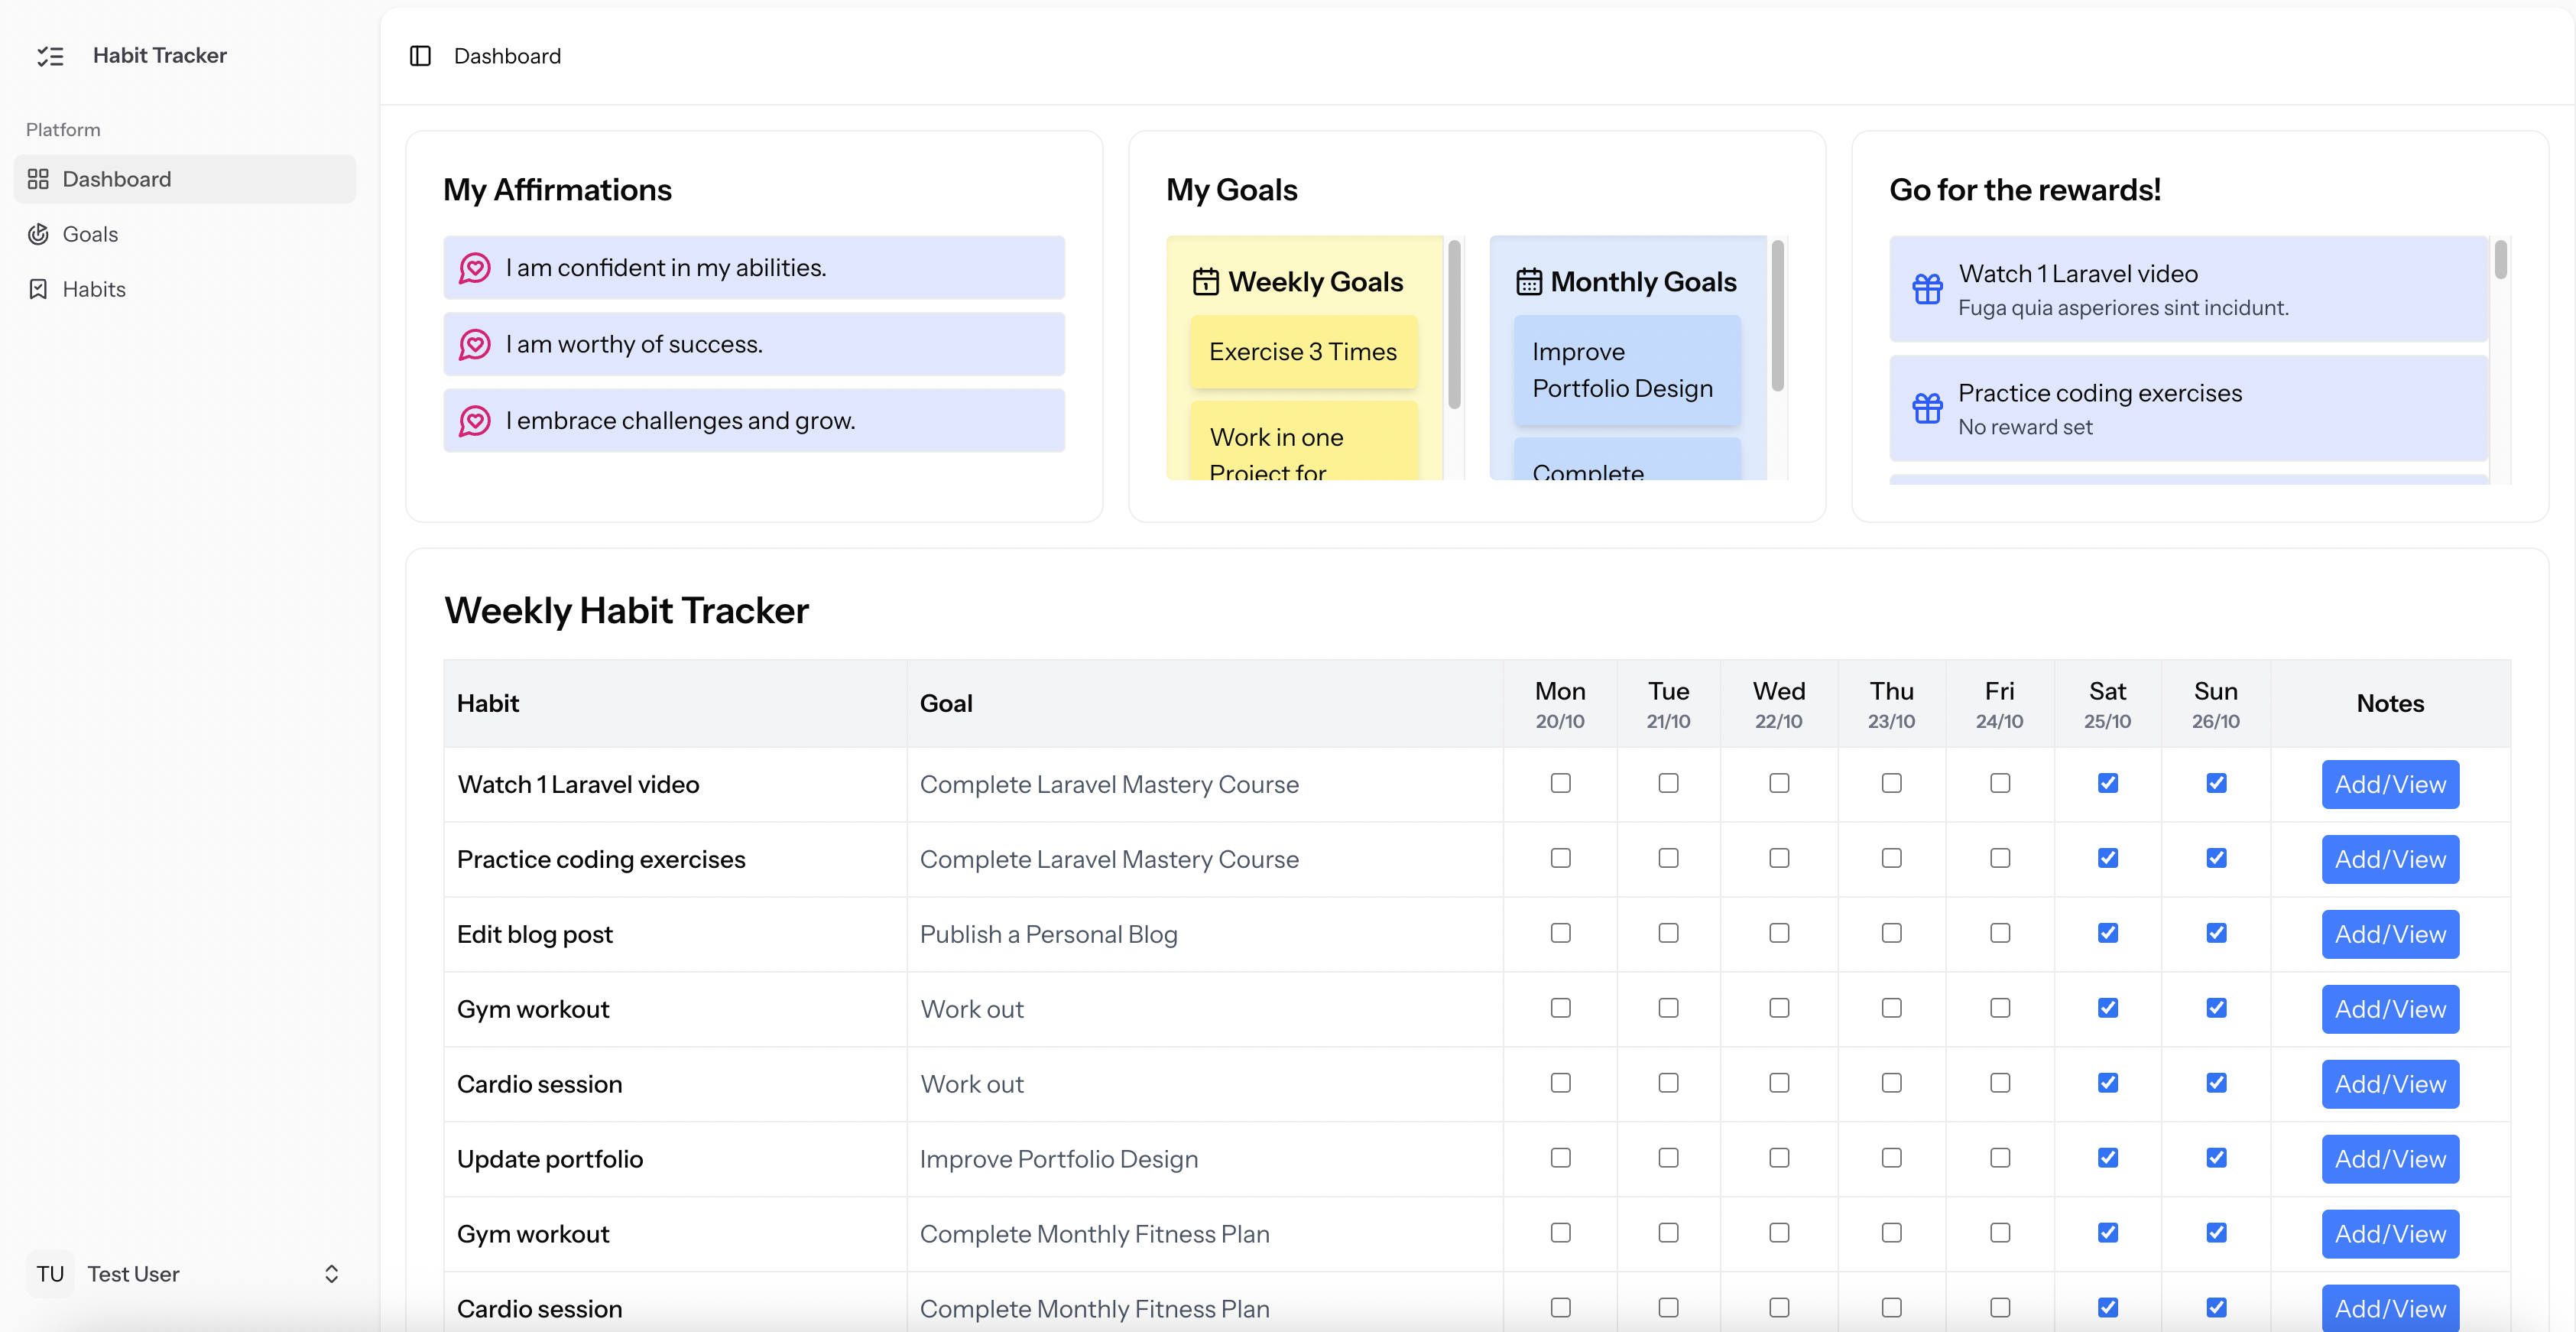 Habit Tracker
Platform
Dashboard
Goals
Habits
TU Test User
Dashboard
My Affirmations
I am confident in my abilities.
I am worthy of success.
I embrace challenges and grow.
My Goals
Weekly Goals
Exercise 3 Times
Work in one
Project for
Monthly Goals
Improve
Portfolio Design
Complete
Go for the rewards!
Watch 1 Laravel video
Fuga quia asperiores sint incidunt.
Practice coding exercises
No reward set
Weekly Habit Tracker
Habit Goal Mon Tue Wed Thu Fri Sat Sun Notes
20/10 21/10 22/10 23/10 24/10 25/10 26/10
Watch 1 Laravel video Complete Laravel Mastery Course Add/View
Practice coding exercises Complete Laravel Mastery Course Add/View
Edit blog post Publish a Personal Blog Add/View
Gym workout Work out Add/View
Cardio session Work out Add/View
Update portfolio Improve Portfolio Design Add/View
Gym workout Complete Monthly Fitness Plan Add/View
Cardio session Complete Monthly Fitness Plan Add/View